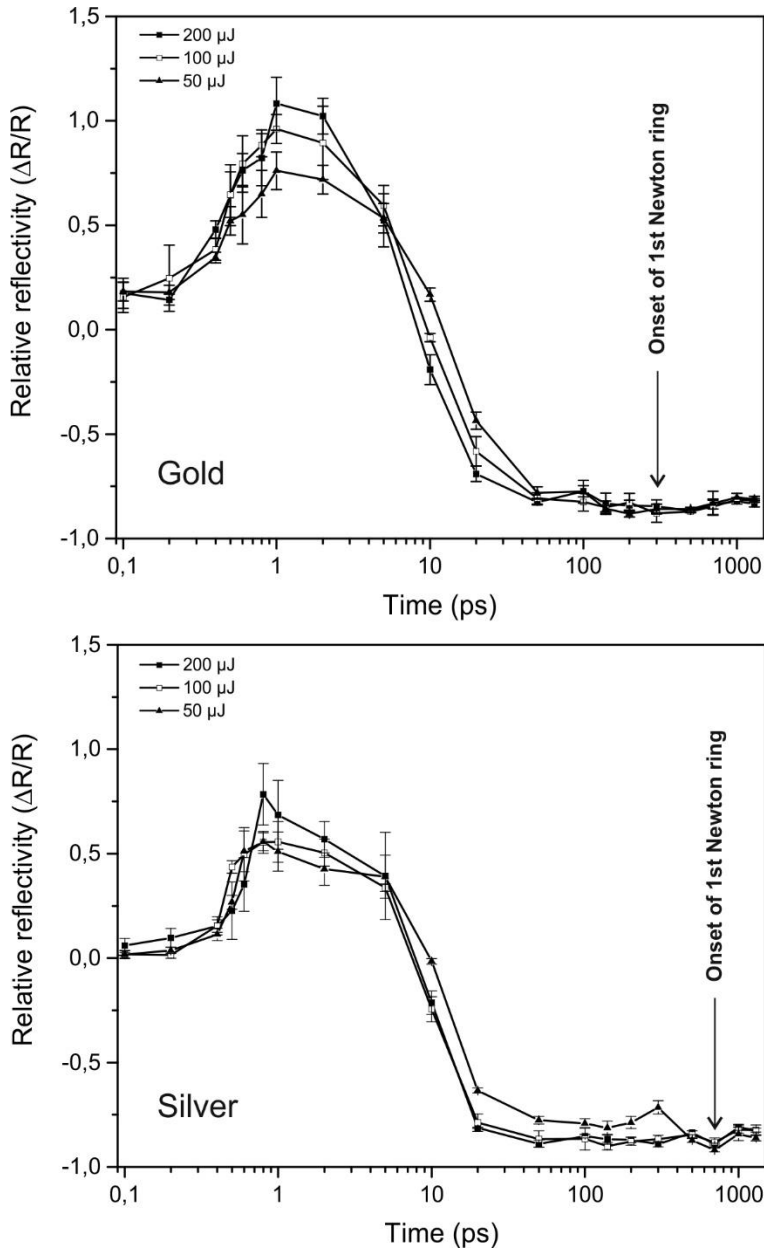 1,5
200 µJ
100 µJ
50 µJ
1,0
0,5
0,0
-0,5
-1,0
Relative reflectivity (ΔR/R)
Onset of 1st Newton ring
Gold
0,1
1
10
100
1000
Time (ps)
1,5
200 µJ
100 µJ
50 µJ
1,0
0,5
0,0
-0,5
-1,0
Relative reflectivity (ΔR/R)
Onset of 1st Newton ring
Silver
0,1
1
10
100
1000
Time (ps)